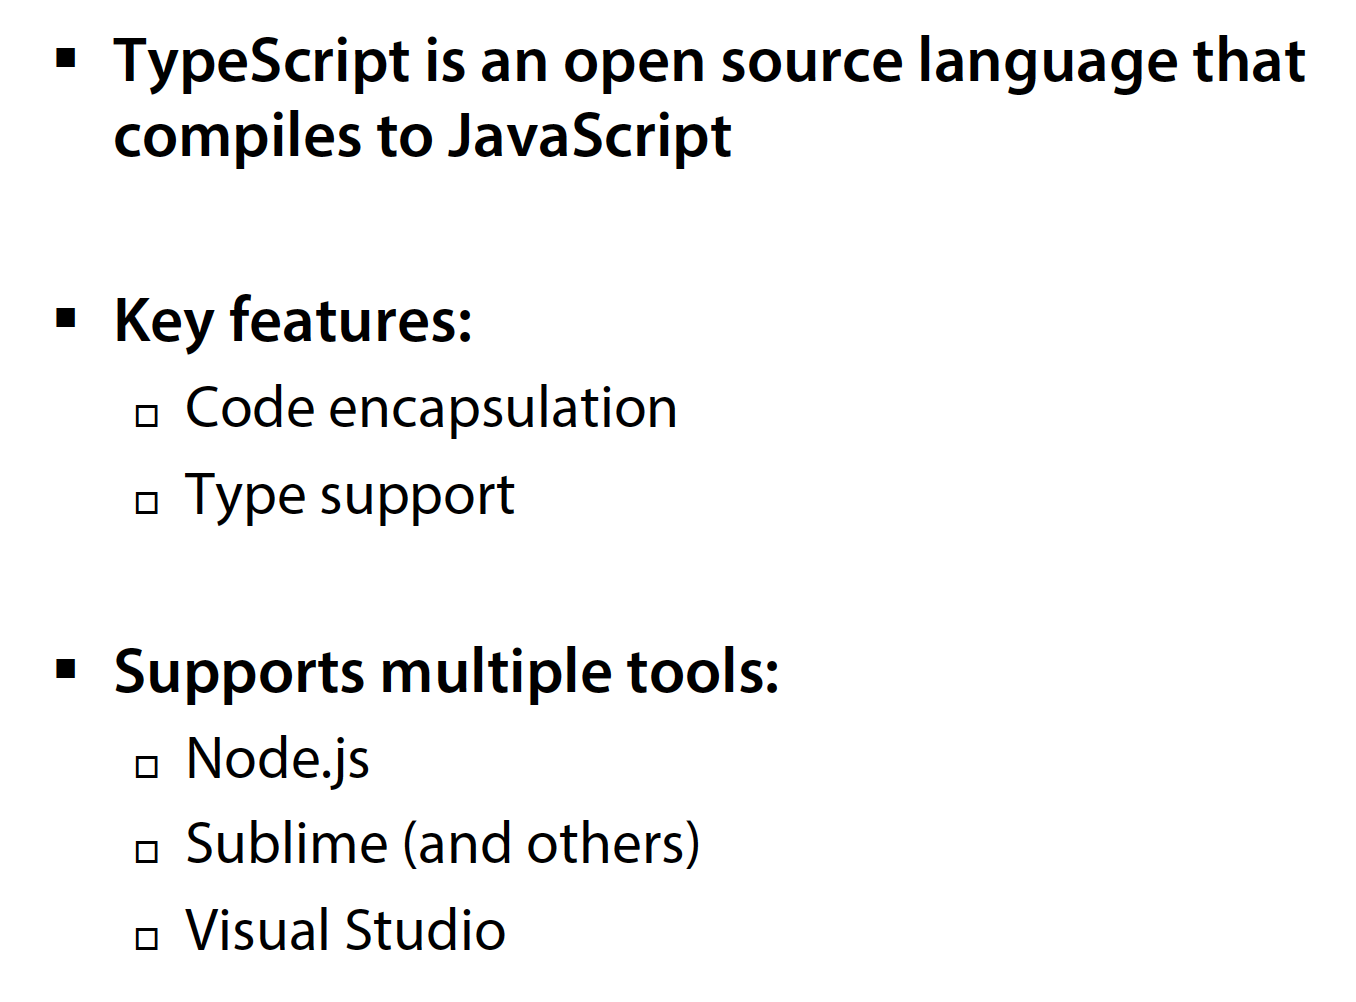 ▪ TypeScript is an open source language that
compiles to JavaScript
▪ Key features:
▫ Code encapsulation
▫ Type support
▪ Supports multiple tools:
▫ Node.js
▫ Sublime (and others)
▫ Visual Studio